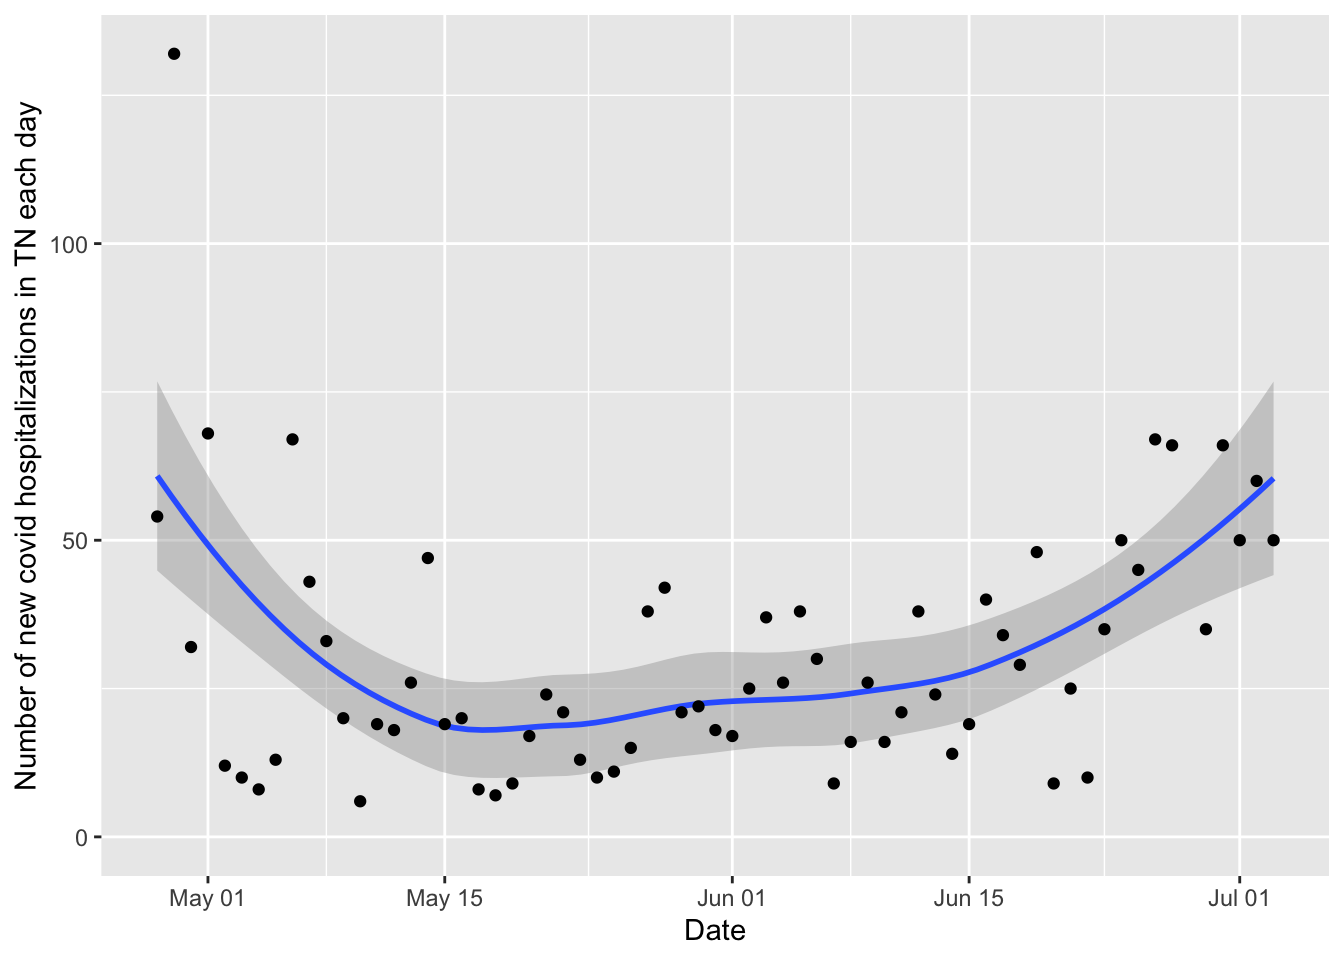 Number of new covid hospitalizations in TN each day
100
50
0
May 01
May 15
Jun 01
Jun 15
Jul 01
Date